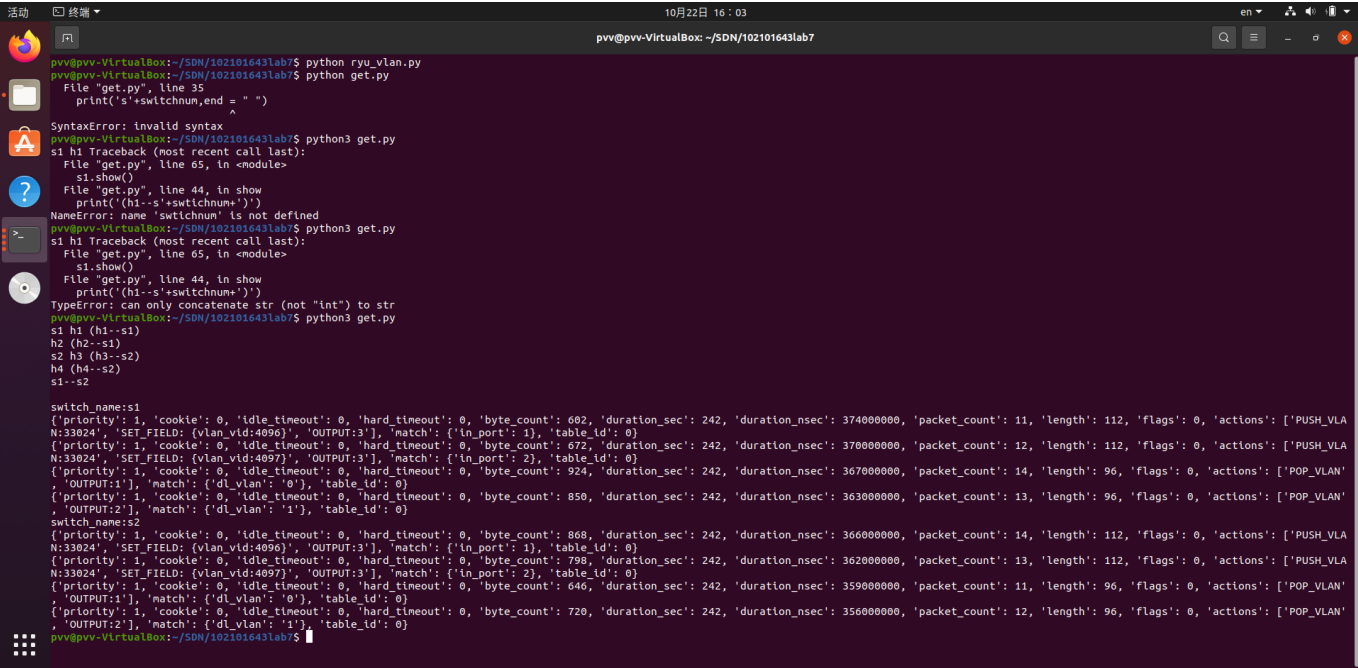 活动
终端
10月22日 16：03
en
pvv@pvv-VirtualBox: ~/SDN/102101643lab7
pvv@pvv-VirtualBox:~/SDN/102101643lab7$ python ryu_vlan.py
pvv@pvv-VirtualBox:~/SDN/102101643lab7$ python get.py
  File "get.py", line 35
    print('s'+switchnum,end = " ")
                            ^
SyntaxError: invalid syntax
pvv@pvv-VirtualBox:~/SDN/102101643lab7$ python3 get.py
s1 h1 Traceback (most recent call last):
  File "get.py", line 65, in <module>
    s1.show()
  File "get.py", line 44, in show
    print('(h1--s'+swtichnum+')')
NameError: name 'swtichnum' is not defined
pvv@pvv-VirtualBox:~/SDN/102101643lab7$ python3 get.py
s1 h1 Traceback (most recent call last):
  File "get.py", line 65, in <module>
    s1.show()
  File "get.py", line 44, in show
    print('(h1--s'+switchnum+')')
TypeError: can only concatenate str (not "int") to str
pvv@pvv-VirtualBox:~/SDN/102101643lab7$ python3 get.py
s1 h1 (h1--s1)
h2 (h2--s1)
s2 h3 (h3--s2)
h4 (h4--s2)
s1--s2
switch_name:s1
{'priority': 1, 'cookie': 0, 'idle_timeout': 0, 'hard_timeout': 0, 'byte_count': 602, 'duration_sec': 242, 'duration_nsec': 374000000, 'packet_count': 11, 'length': 112, 'flags': 0, 'actions': ['PUSH_VLA
N:33024', 'SET_FIELD: {vlan_vid:4096}', 'OUTPUT:3'], 'match': {'in_port': 1}, 'table_id': 0}
{'priority': 1, 'cookie': 0, 'idle_timeout': 0, 'hard_timeout': 0, 'byte_count': 672, 'duration_sec': 242, 'duration_nsec': 370000000, 'packet_count': 12, 'length': 112, 'flags': 0, 'actions': ['PUSH_VLA
N:33024', 'SET_FIELD: {vlan_vid:4097}', 'OUTPUT:3'], 'match': {'in_port': 2}, 'table_id': 0}
{'priority': 1, 'cookie': 0, 'idle_timeout': 0, 'hard_timeout': 0, 'byte_count': 924, 'duration_sec': 242, 'duration_nsec': 367000000, 'packet_count': 14, 'length': 96, 'flags': 0, 'actions': ['POP_VLAN'
, 'OUTPUT:1'], 'match': {'dl_vlan': '0'}, 'table_id': 0}
{'priority': 1, 'cookie': 0, 'idle_timeout': 0, 'hard_timeout': 0, 'byte_count': 850, 'duration_sec': 242, 'duration_nsec': 363000000, 'packet_count': 13, 'length': 96, 'flags': 0, 'actions': ['POP_VLAN'
, 'OUTPUT:2'], 'match': {'dl_vlan': '1'}, 'table_id': 0}
switch_name:s2
{'priority': 1, 'cookie': 0, 'idle_timeout': 0, 'hard_timeout': 0, 'byte_count': 868, 'duration_sec': 242, 'duration_nsec': 366000000, 'packet_count': 14, 'length': 112, 'flags': 0, 'actions': ['PUSH_VLA
N:33024', 'SET_FIELD: {vlan_vid:4096}', 'OUTPUT:3'], 'match': {'in_port': 1}, 'table_id': 0}
{'priority': 1, 'cookie': 0, 'idle_timeout': 0, 'hard_timeout': 0, 'byte_count': 798, 'duration_sec': 242, 'duration_nsec': 362000000, 'packet_count': 13, 'length': 112, 'flags': 0, 'actions': ['PUSH_VLA
N:33024', 'SET_FIELD: {vlan_vid:4097}', 'OUTPUT:3'], 'match': {'in_port': 2}, 'table_id': 0}
{'priority': 1, 'cookie': 0, 'idle_timeout': 0, 'hard_timeout': 0, 'byte_count': 646, 'duration_sec': 242, 'duration_nsec': 359000000, 'packet_count': 11, 'length': 96, 'flags': 0, 'actions': ['POP_VLAN'
, 'OUTPUT:1'], 'match': {'dl_vlan': '0'}, 'table_id': 0}
{'priority': 1, 'cookie': 0, 'idle_timeout': 0, 'hard_timeout': 0, 'byte_count': 720, 'duration_sec': 242, 'duration_nsec': 356000000, 'packet_count': 12, 'length': 96, 'flags': 0, 'actions': ['POP_VLAN'
, 'OUTPUT:2'], 'match': {'dl_vlan': '1'}, 'table_id': 0}
pvv@pvv-VirtualBox:~/SDN/102101643lab7$